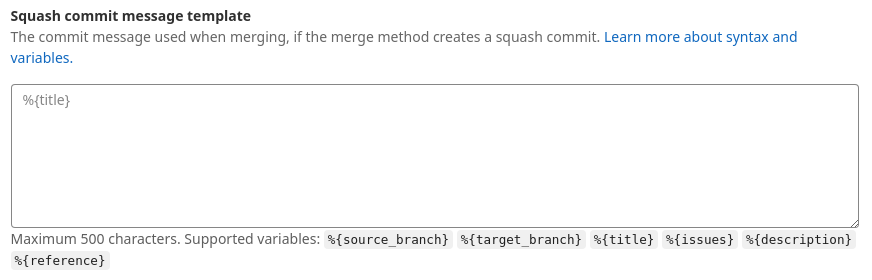 Squash commit message template
The commit message used when merging, if the merge method creates a squash commit. Learn more about syntax and
variables.
%{title}
Maximum 500 characters. Supported variables: %{source_branch} %{target_branch} %{title} %{issues} %{description}
%{reference}